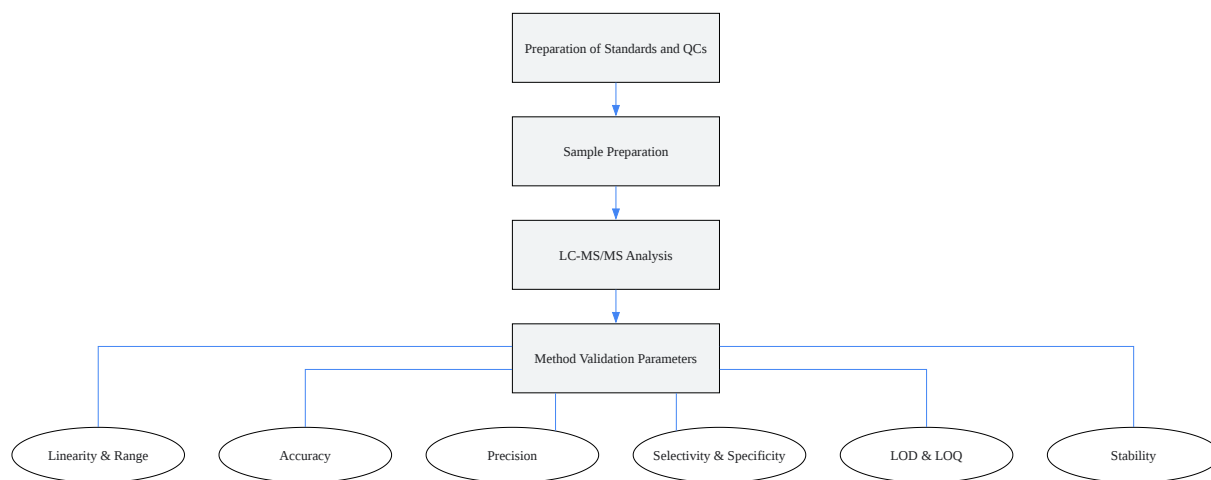 Preparation of Standards and QCs
Sample Preparation
LC-MS/MS Analysis
Method Validation Parameters
Linearity & Range
Accuracy
Precision
Selectivity & Specificity
LOD & LOQ
Stability